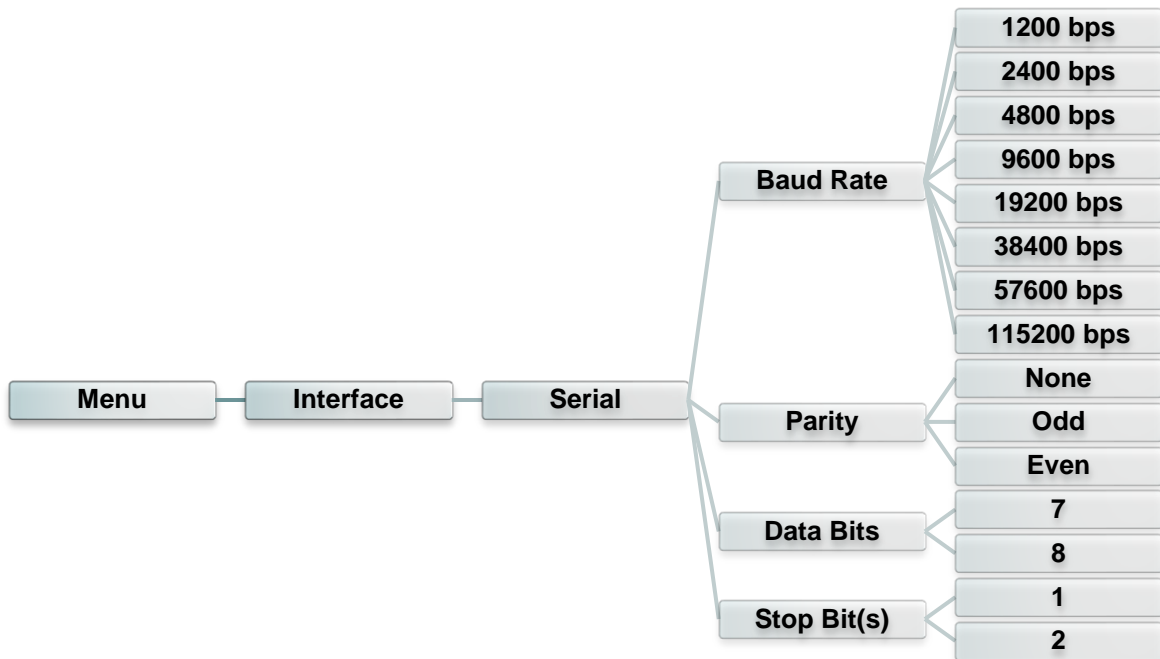 Menu
Interface
Serial
Baud Rate
1200 bps
2400 bps
4800 bps
9600 bps
19200 bps
38400 bps
57600 bps
115200 bps
Parity
None
Odd
Even
Data Bits
7
8
Stop Bit(s)
1
2